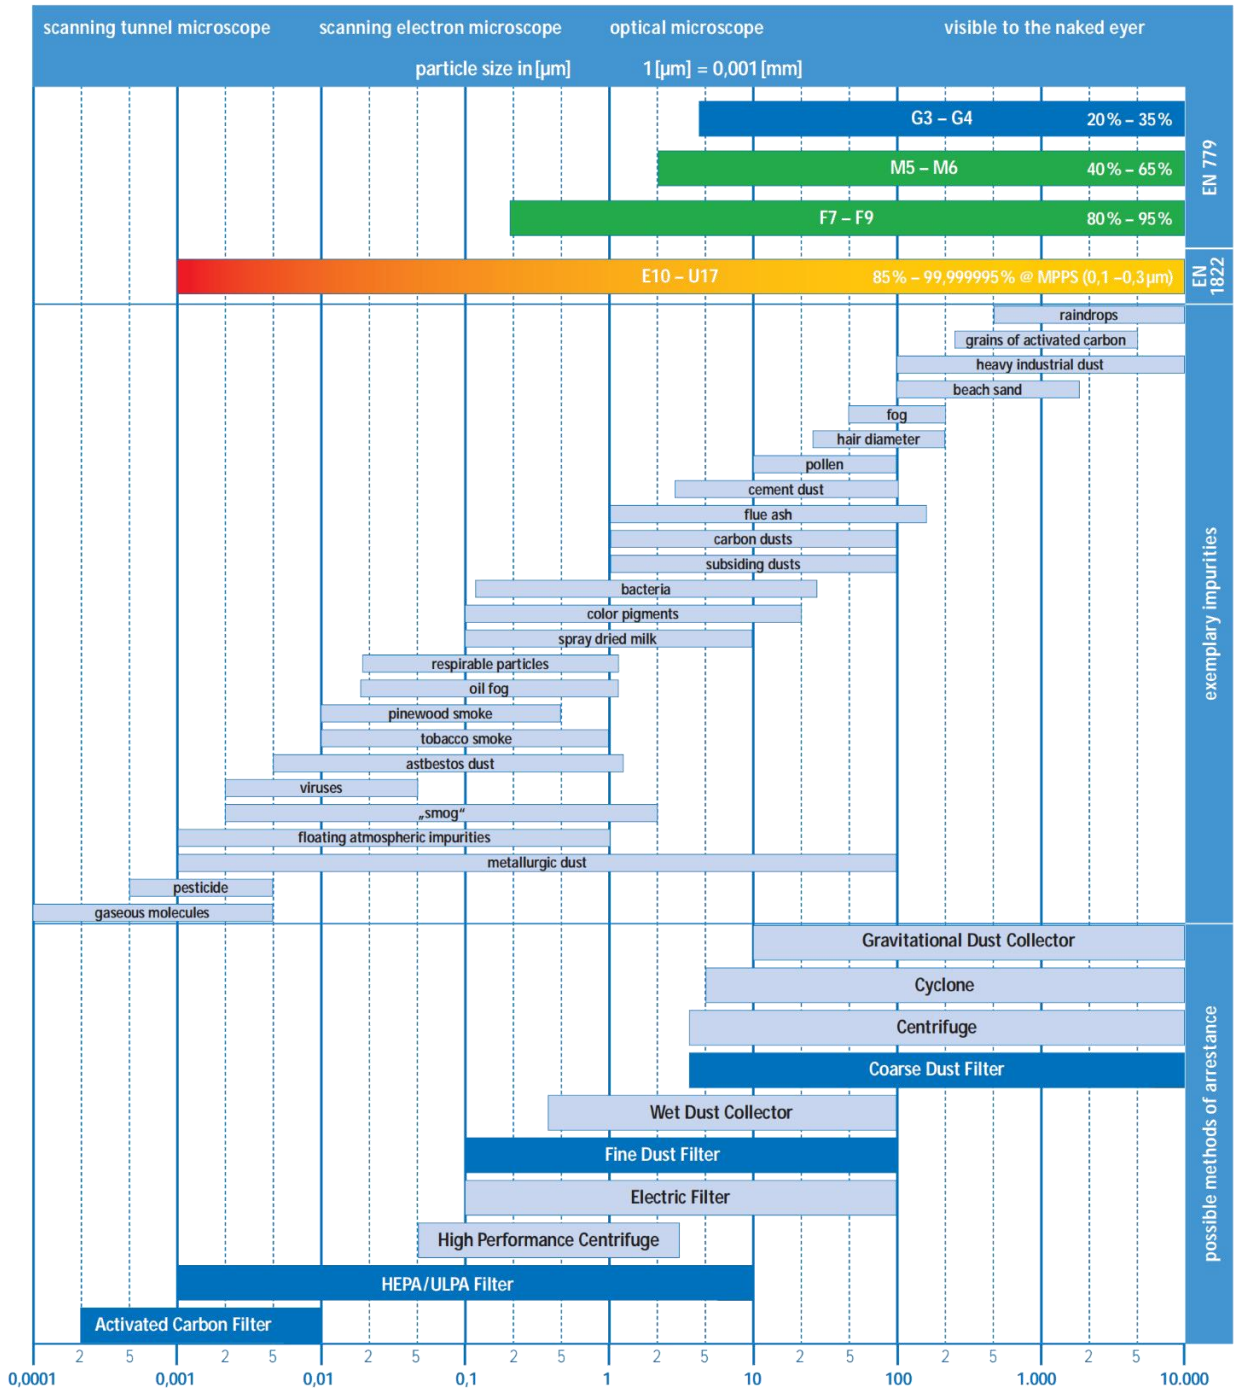 scanning tunnel microscope
scanning electron microscope
optical microscope
visible to the naked eyer
particle size in [µm]
1 [µm] = 0,001 [mm]
G3 – G4
20 % – 35 %
M5 – M6
40 % – 65 %
F7 – F9
80 % – 95 %
EN 779
E10 – U17
85 % – 99,999995 % @ MPPS (0,1 –0,3 µm)
EN
1822
raindrops
grains of activated carbon
heavy industrial dust
beach sand
fog
hair diameter
pollen
cement dust
flue ash
carbon dusts
subsiding dusts
bacteria
color pigments
spray dried milk
respirable particles
oil fog
pinewood smoke
tobacco smoke
astbestos dust
viruses
„smog“
floating atmospheric impurities
metallurgic dust
pesticide
gaseous molecules
exemplary impurities
Gravitational Dust Collector
Cyclone
Centrifuge
Coarse Dust Filter
Wet Dust Collector
Fine Dust Filter
Electric Filter
High Performance Centrifuge
HEPA/ULPA Filter
Activated Carbon Filter
possible methods of arrestance
2 5 2 5 2 5 2 5 2 5 2 5 2 5 2 5
0,0001 0,001 0,01 0,1 1 10 100 1.000 10.000